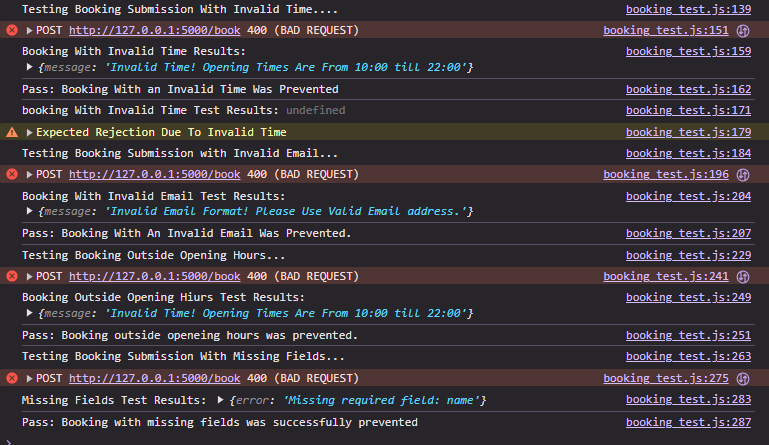 Testing Booking Submission With Invalid Time.... booking_test.js:139
POST http://127.0.0.1:5000/book 400 (BAD REQUEST) booking_test.js:151
Booking With Invalid Time Results: booking_test.js:159
{message: 'Invalid Time! Opening Times Are From 10:00 till 22:00'}
Pass: Booking With an Invalid Time Was Prevented booking_test.js:162
booking With Invalid Time Test Results: undefined booking_test.js:171
Expected Rejection Due To Invalid Time booking_test.js:179
Testing Booking Submission with Invalid Email... booking_test.js:184
POST http://127.0.0.1:5000/book 400 (BAD REQUEST) booking_test.js:196
Booking With Invalid Email Test Results: booking_test.js:204
{message: 'Invalid Email Format! Please Use Valid Email address.'}
Pass: Booking With An Invalid Email Was Prevented. booking_test.js:207
Testing Booking Outside Opening Hours... booking_test.js:229
POST http://127.0.0.1:5000/book 400 (BAD REQUEST) booking_test.js:241
Booking Outside Opening Hiurs Test Results: booking_test.js:249
{message: 'Invalid Time! Opening Times Are From 10:00 till 22:00'}
Pass: Booking outside openeing hours was prevented. booking_test.js:251
Testing Booking Submission With Missing Fields... booking_test.js:263
POST http://127.0.0.1:5000/book 400 (BAD REQUEST) booking_test.js:275
Missing Fields Test Results: {error: 'Missing required field: name'} booking_test.js:283
Pass: Booking with missing fields was successfully prevented booking_test.js:287